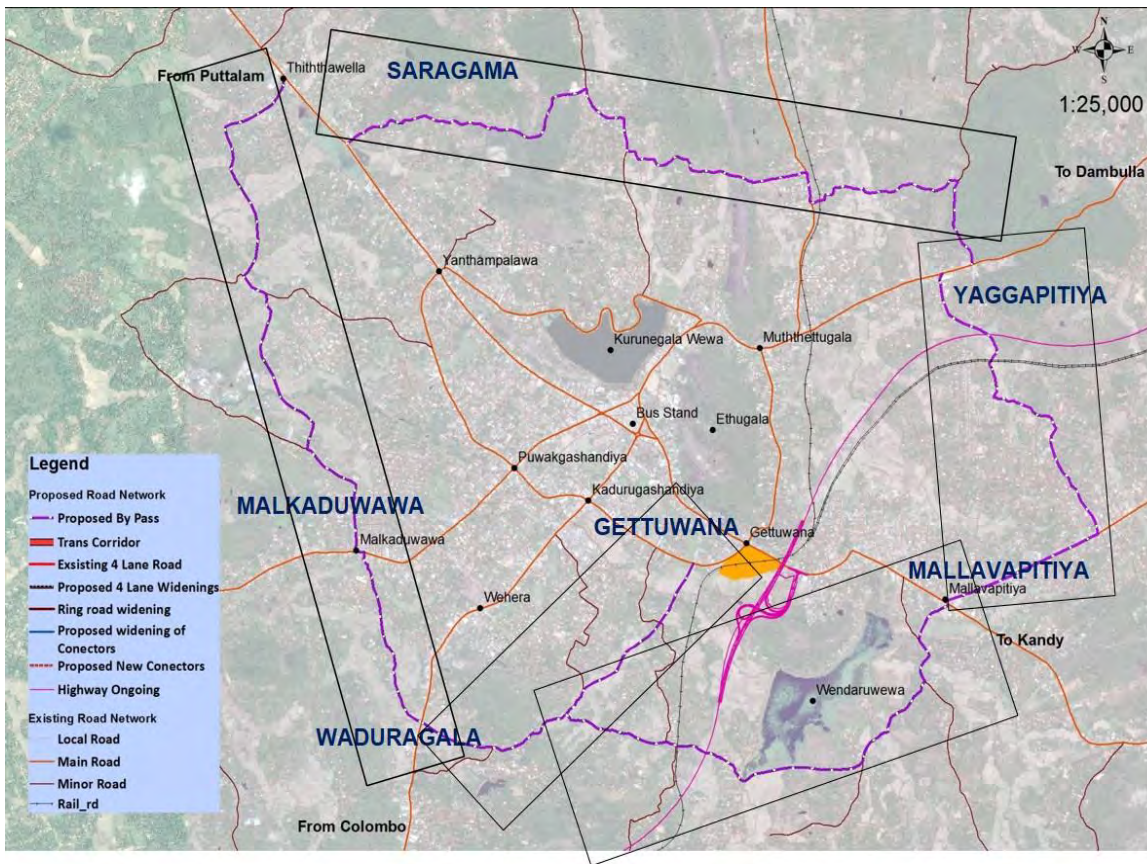 N
W
E
S
1:25,000
From Puttalam
Thiththawella
SARAGAMA
To Dambulla
Yanthampalawa
YAGGAPITIYA
Kurunegala Wewa
Muththettugala
Bus Stand
Ethugala
Puwakgashandiya
Kadurugashandiya
MALKADUWAWA
GETTUWANA
Gettuwana
Malkaduwawa
MALLAVAPITIYA
Mallavapitiya
Wehera
To Kandy
Wendaruwewa
WADURAGALA
From Colombo
Legend
Proposed Road Network
Proposed By Pass
Trans Corridor
Exsisting 4 Lane Road
Proposed 4 Lane Widenings
Ring road widening
Proposed widening of
Conectors
Proposed New Conectors
Highway Ongoing
Existing Road Network
Local Road
Main Road
Minor Road
Rail_rd